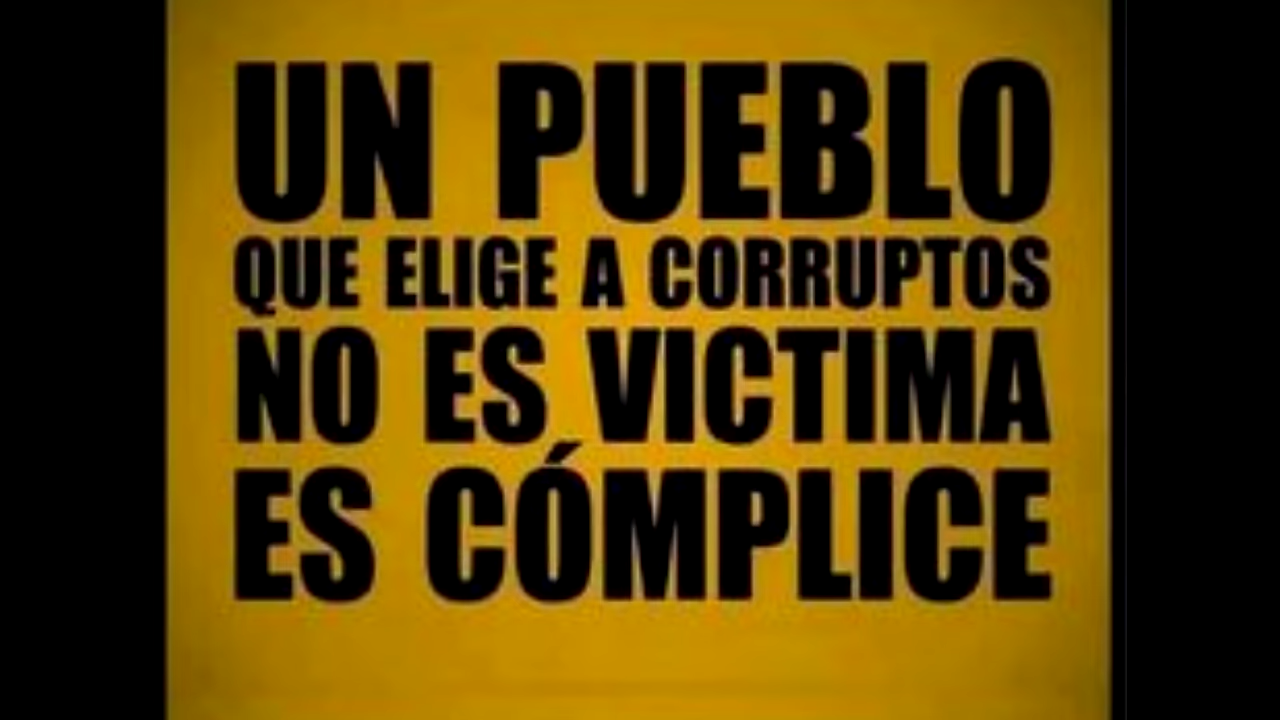 UN PUEBLO
QUE ELIGE A CORRUPTOS
NO ES VICTIMA
ES CÓMPLICE